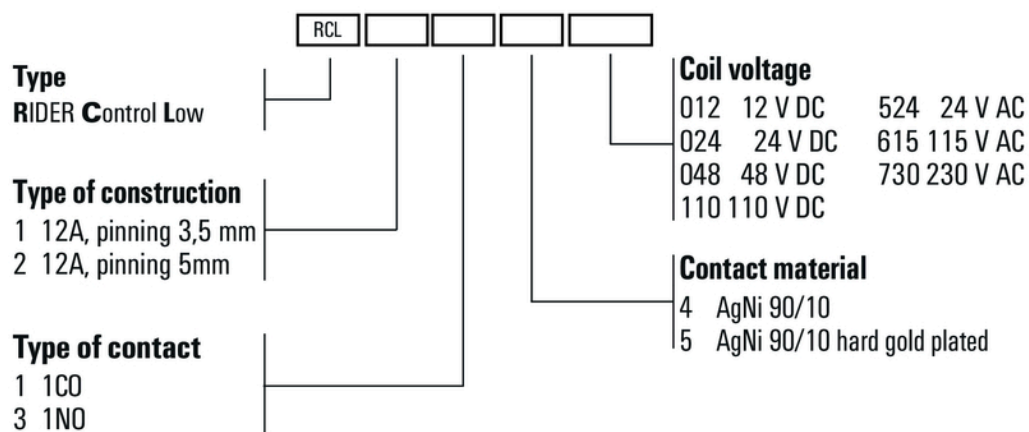 RCL
Type
RIDER Control Low
Type of construction
1 12A, pinning 3,5 mm
2 12A, pinning 5mm
Type of contact
1 1CO
3 1NO
Coil voltage
012 12 V DC 524 24 V AC
024 24 V DC 615 115 V AC
048 48 V DC 730 230 V AC
110 110 V DC
Contact material
4 AgNi 90/10
5 AgNi 90/10 hard gold plated